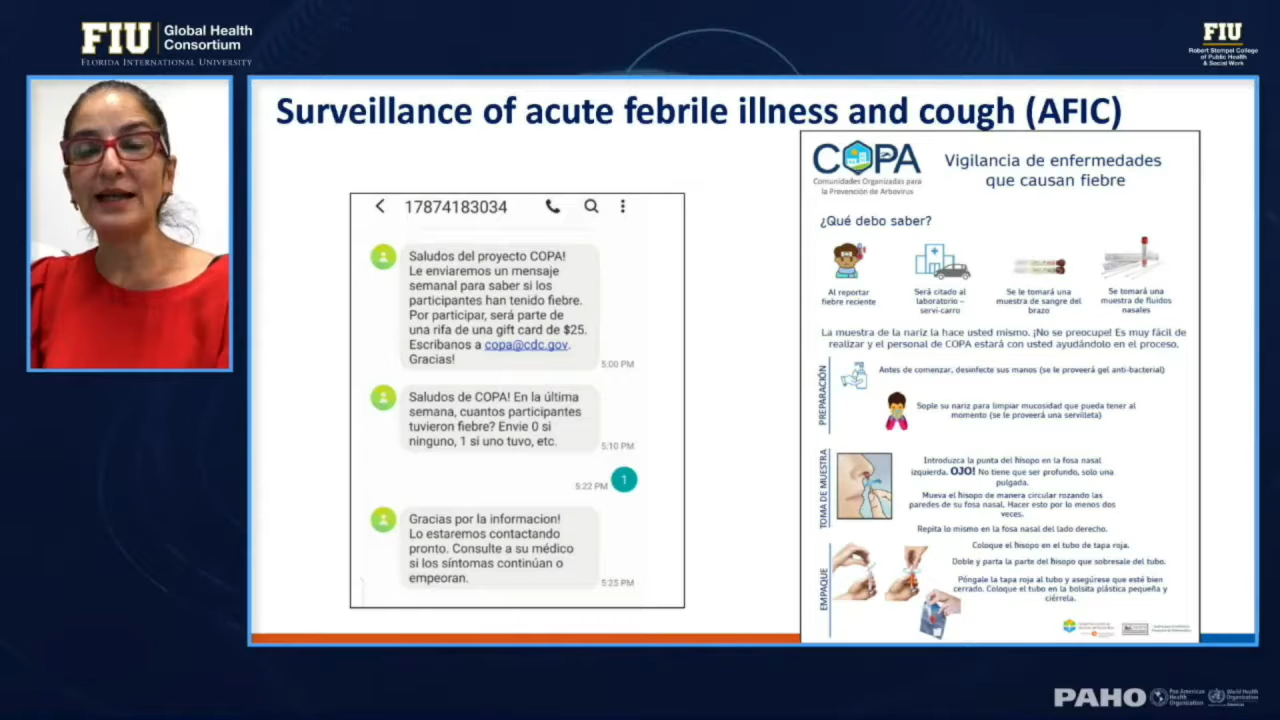 FIU Global Health
Consortium
FLORIDA INTERNATIONAL UNIVERSITY
FIU
Robert Stempel College
of Public Health
& Social Work
Surveillance of acute febrile illness and cough (AFIC)
17874183034
Saludos del proyecto COPA!
Le enviaremos un mensaje
semanal para saber si los
participantes han tenido fiebre.
Por participar, será parte de
una rifa de una gift card de $25.
Escribanos a copa@cdc.gov.
Gracias!
5:00 PM
Saludos de COPA! En la última
semana, cuantos participantes
tuvieron fiebre? Envie 0 si
ninguno, 1 si uno tuvo, etc.
5:10 PM
5:22 PM 1
Gracias por la informacion!
Lo estaremos contactando
pronto. Consulte a su médico
si los síntomas continúan o
empeoran.
5:25 PM
COPA
Comunidades Organizadas para
la Prevención de Arbovirus
Vigilancia de enfermedades
que causan fiebre
¿Qué debo saber?
Al reportar
fiebre reciente
Será citado al
laboratorio –
servi-carro
Se le tomará una
muestra de sangre del
brazo
Se tomará una
muestra de fluidos
nasales
La muestra de la nariz la hace usted mismo. ¡No se preocupe! Es muy fácil de
realizar y el personal de COPA estará con usted ayudándolo en el proceso.
PREPARACIÓN
Antes de comenzar, desinfecte sus manos (se le proveerá gel anti-bacterial)
Sople su nariz para limpiar mucosidad que pueda tener al
momento (se le proveerá una servilleta)
TOMA DE MUESTRA
Introduzca la punta del hisopo en la fosa nasal
izquierda. OJO! No tiene que ser profundo, solo una
pulgada.
Mueva el hisopo de manera circular rozando las
paredes de su fosa nasal. Hacer esto por lo menos dos
veces.
Repita lo mismo en la fosa nasal del lado derecho.
EMPAQUE
Coloque el hisopo en el tubo de tapa roja.
Doble y parta la parte del hisopo que sobresale del tubo.
Póngale la tapa roja al tubo y asegúrese que esté bien
cerrado. Coloque el tubo en la bolsita plástica pequeña y
ciérrela.
PAHO
Pan American
Health
Organization
World Health
Organization
Americas